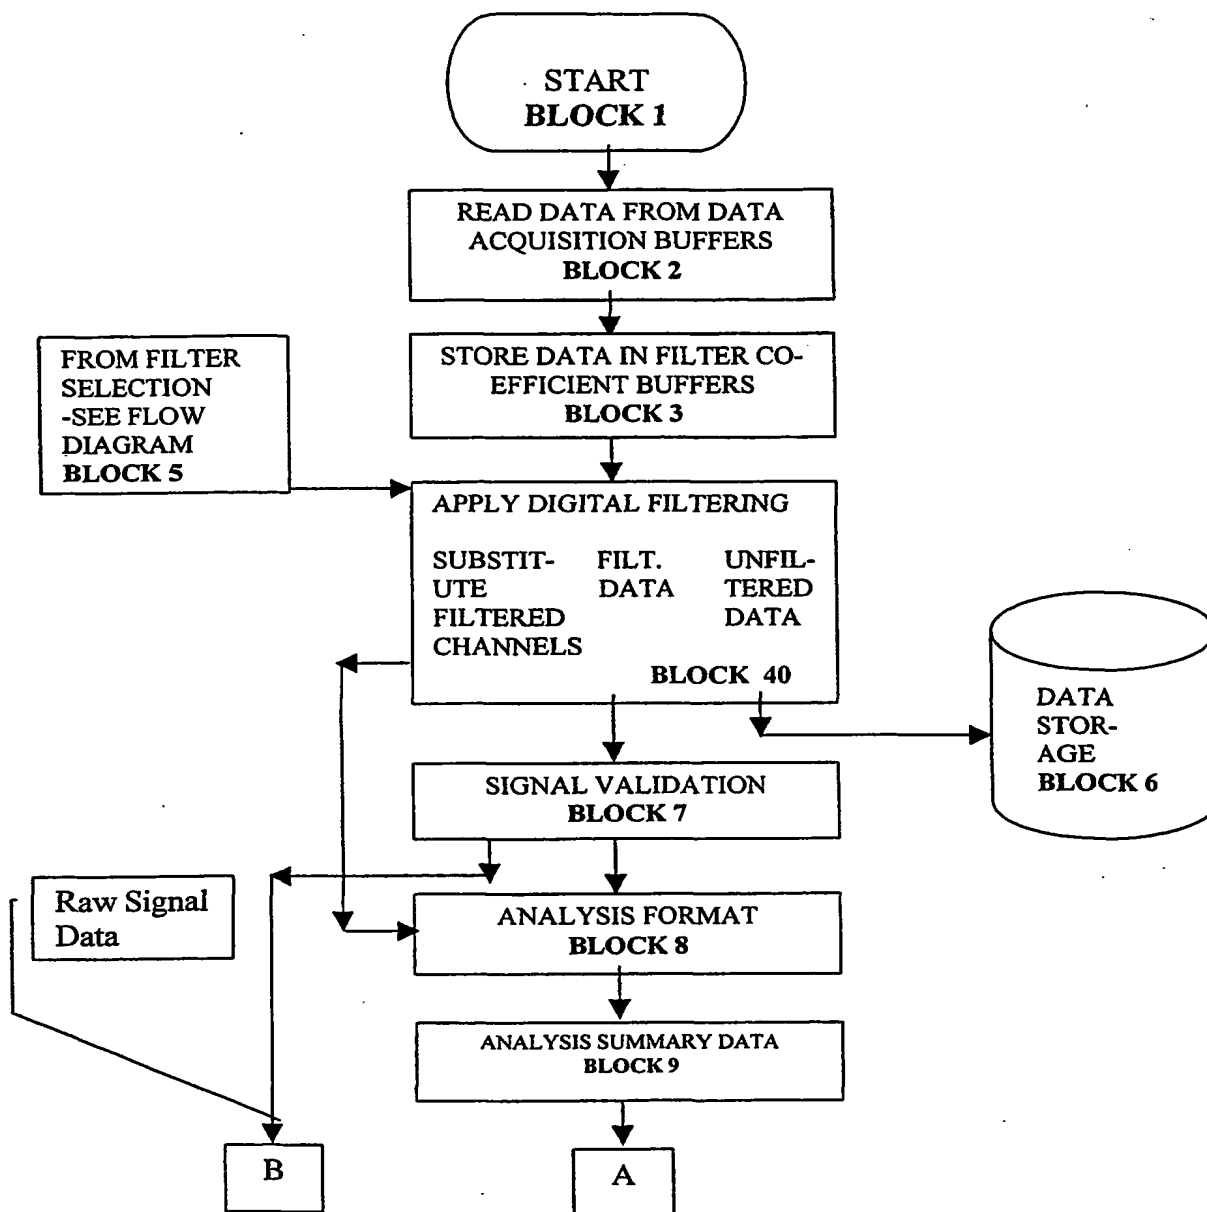 START
BLOCK 1
READ DATA FROM DATA
ACQUISITION BUFFERS
BLOCK 2
STORE DATA IN FILTER CO-
EFFICIENT BUFFERS
BLOCK 3
FROM FILTER
SELECTION
-SEE FLOW
DIAGRAM
BLOCK 5
APPLY DIGITAL FILTERING
SUBSTIT-
UTE
FILTERED
CHANNELS
FILT.
DATA
UNFIL-
TERED
DATA
BLOCK 40
DATA
STOR-
AGE
BLOCK 6
SIGNAL VALIDATION
BLOCK 7
Raw Signal
Data
ANALYSIS FORMAT
BLOCK 8
ANALYSIS SUMMARY DATA
BLOCK 9
B
A